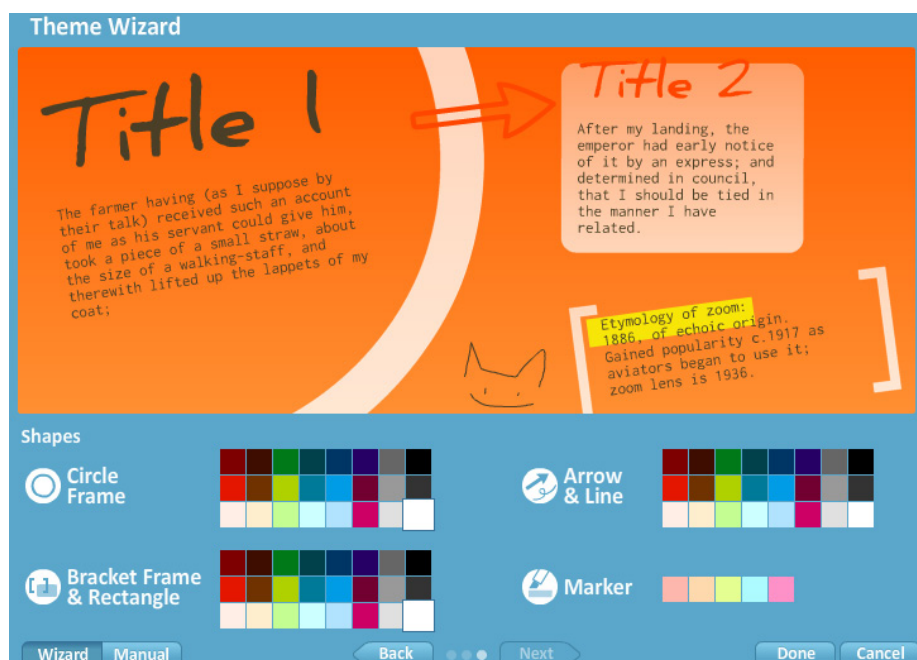 Theme Wizard
Title 1
The farmer having (as I suppose by
their talk) received such an account
of me as his servant could give him,
took a piece of a small straw, about
the size of a walking-staff, and
therewith lifted up the lappets of my
coat;
Title 2
After my landing, the
emperor had early notice
of it by an express; and
determined in council,
that I should be tied in
the manner I have
related.
Etymology of zoom:
1886, of echoic origin.
Gained popularity c.1917 as
aviators began to use it;
zoom lens is 1936.
Shapes
Circle
Frame
Arrow
& Line
Bracket Frame
& Rectangle
Marker
Wizard
Manual
Back
Next
Done
Cancel